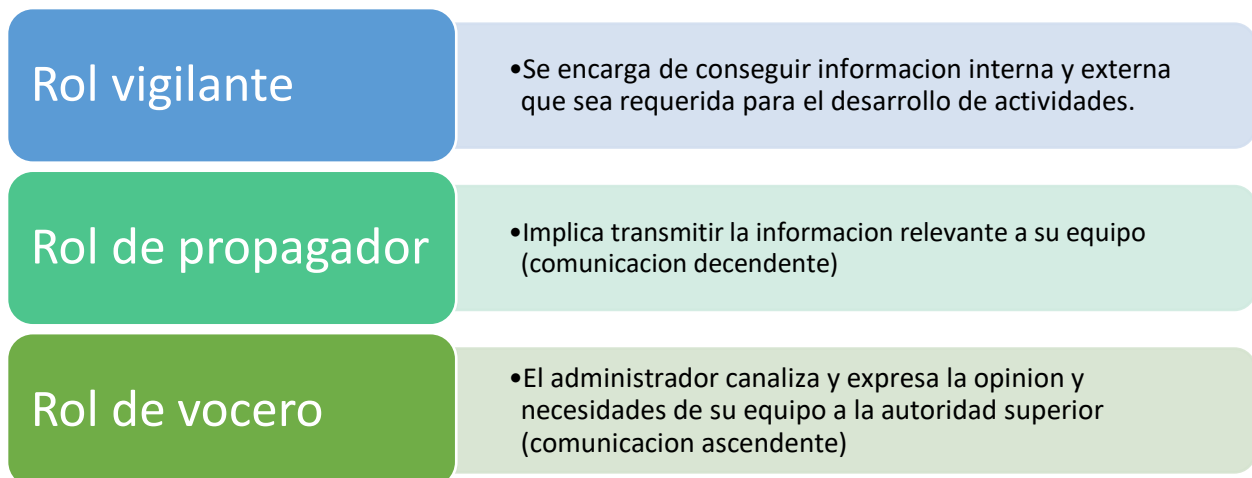 Rol vigilante
•Se encarga de conseguir informacion interna y externa
que sea requerida para el desarrollo de actividades.
Rol de propagador
•Implica transmitir la informacion relevante a su equipo
(comunicacion decendente)
Rol de vocero
•El administrador canaliza y expresa la opinion y
necesidades de su equipo a la autoridad superior
(comunicacion ascendente)